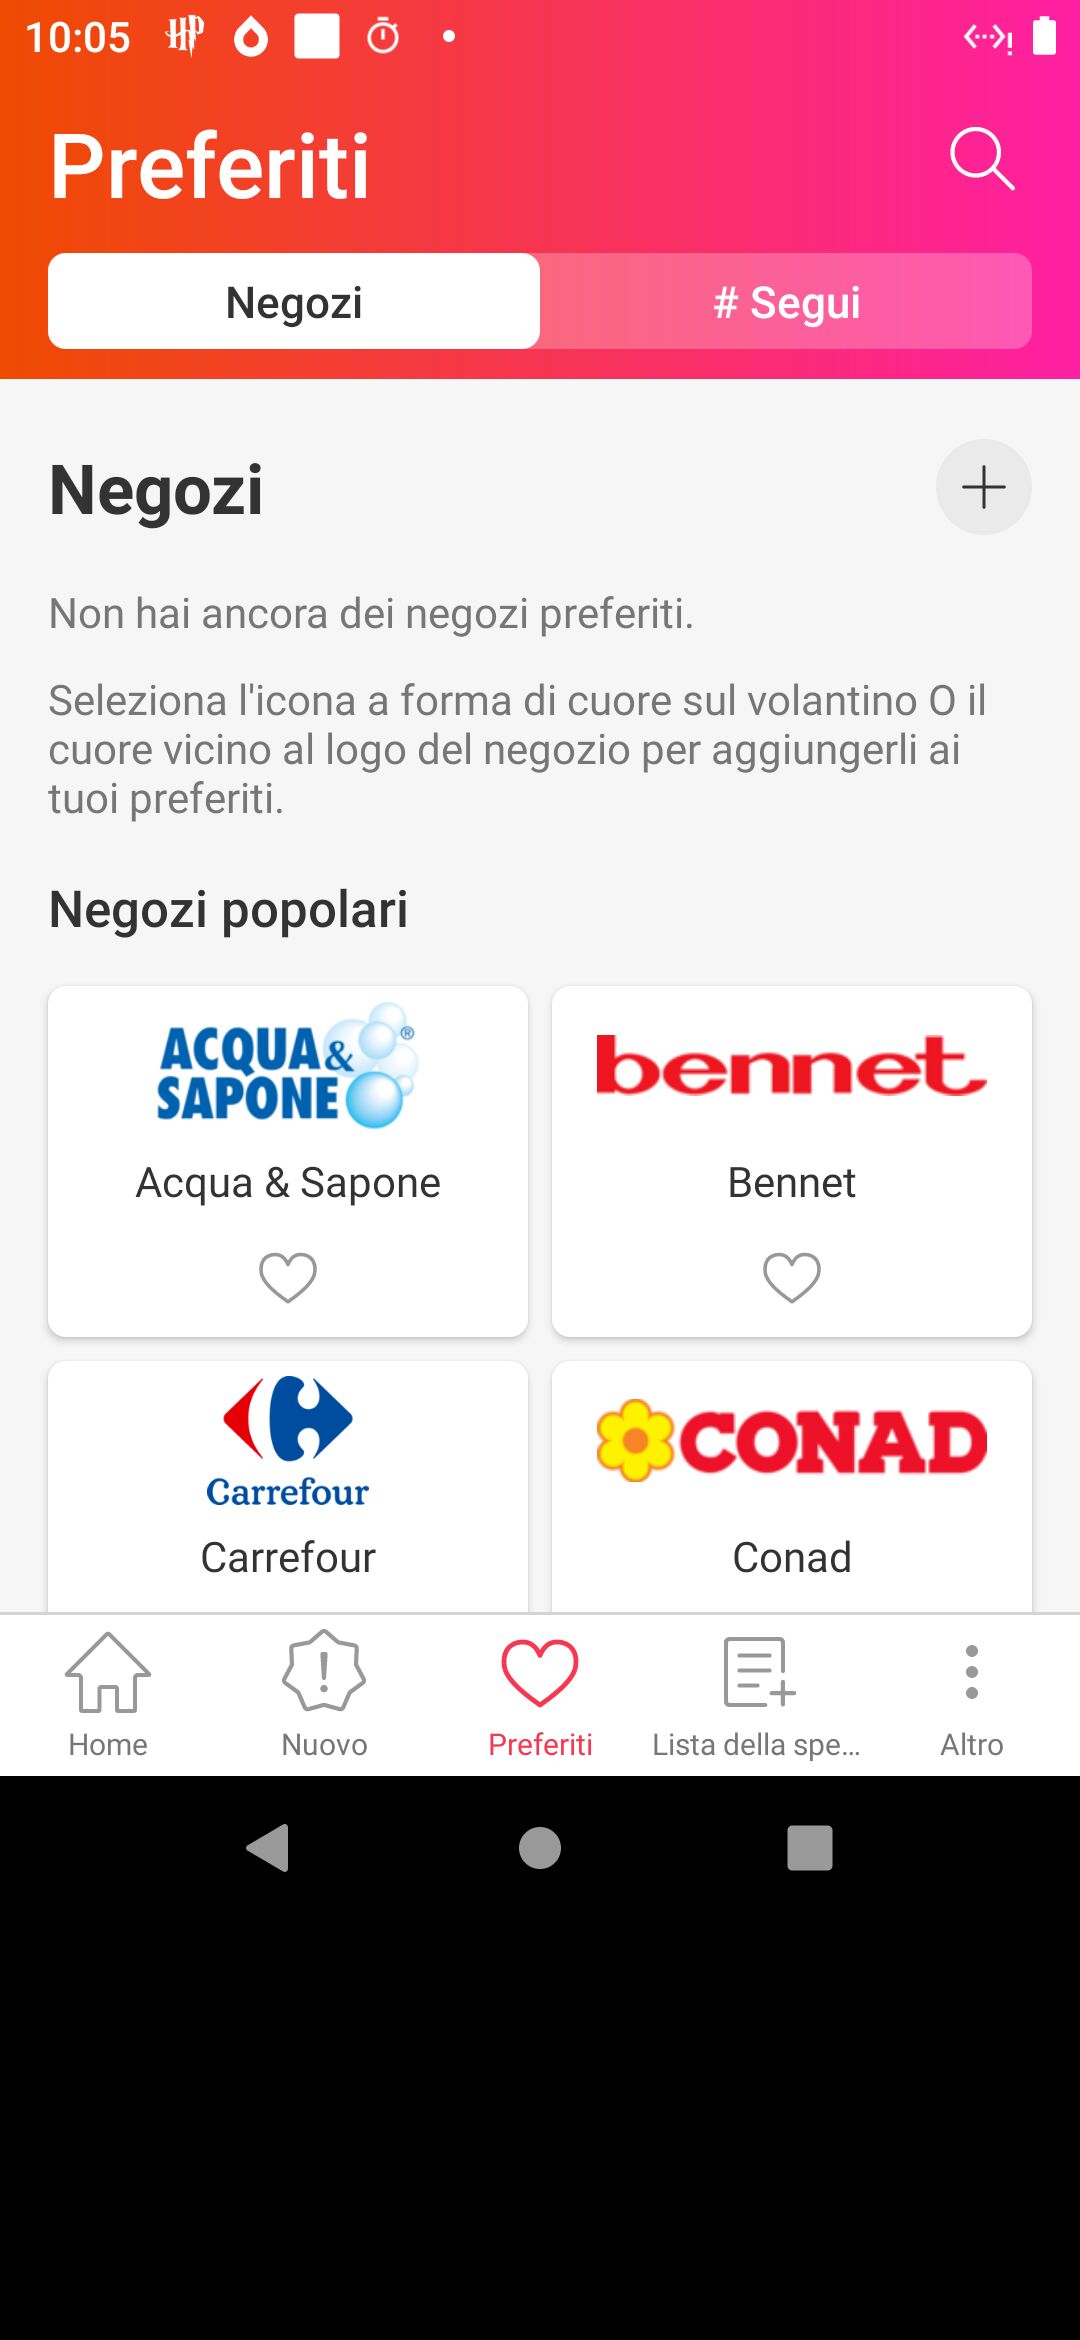 10:05
Preferiti
Negozi
# Segui
Negozi
Non hai ancora dei negozi preferiti.
Seleziona l'icona a forma di cuore sul volantino O il
cuore vicino al logo del negozio per aggiungerli ai
tuoi preferiti.
Negozi popolari
ACQUA & SAPONE ®
bennet
Acqua & Sapone
Bennet
Carrefour
CONAD
Carrefour
Conad
Home
Nuovo
Preferiti
Lista della spe...
Altro